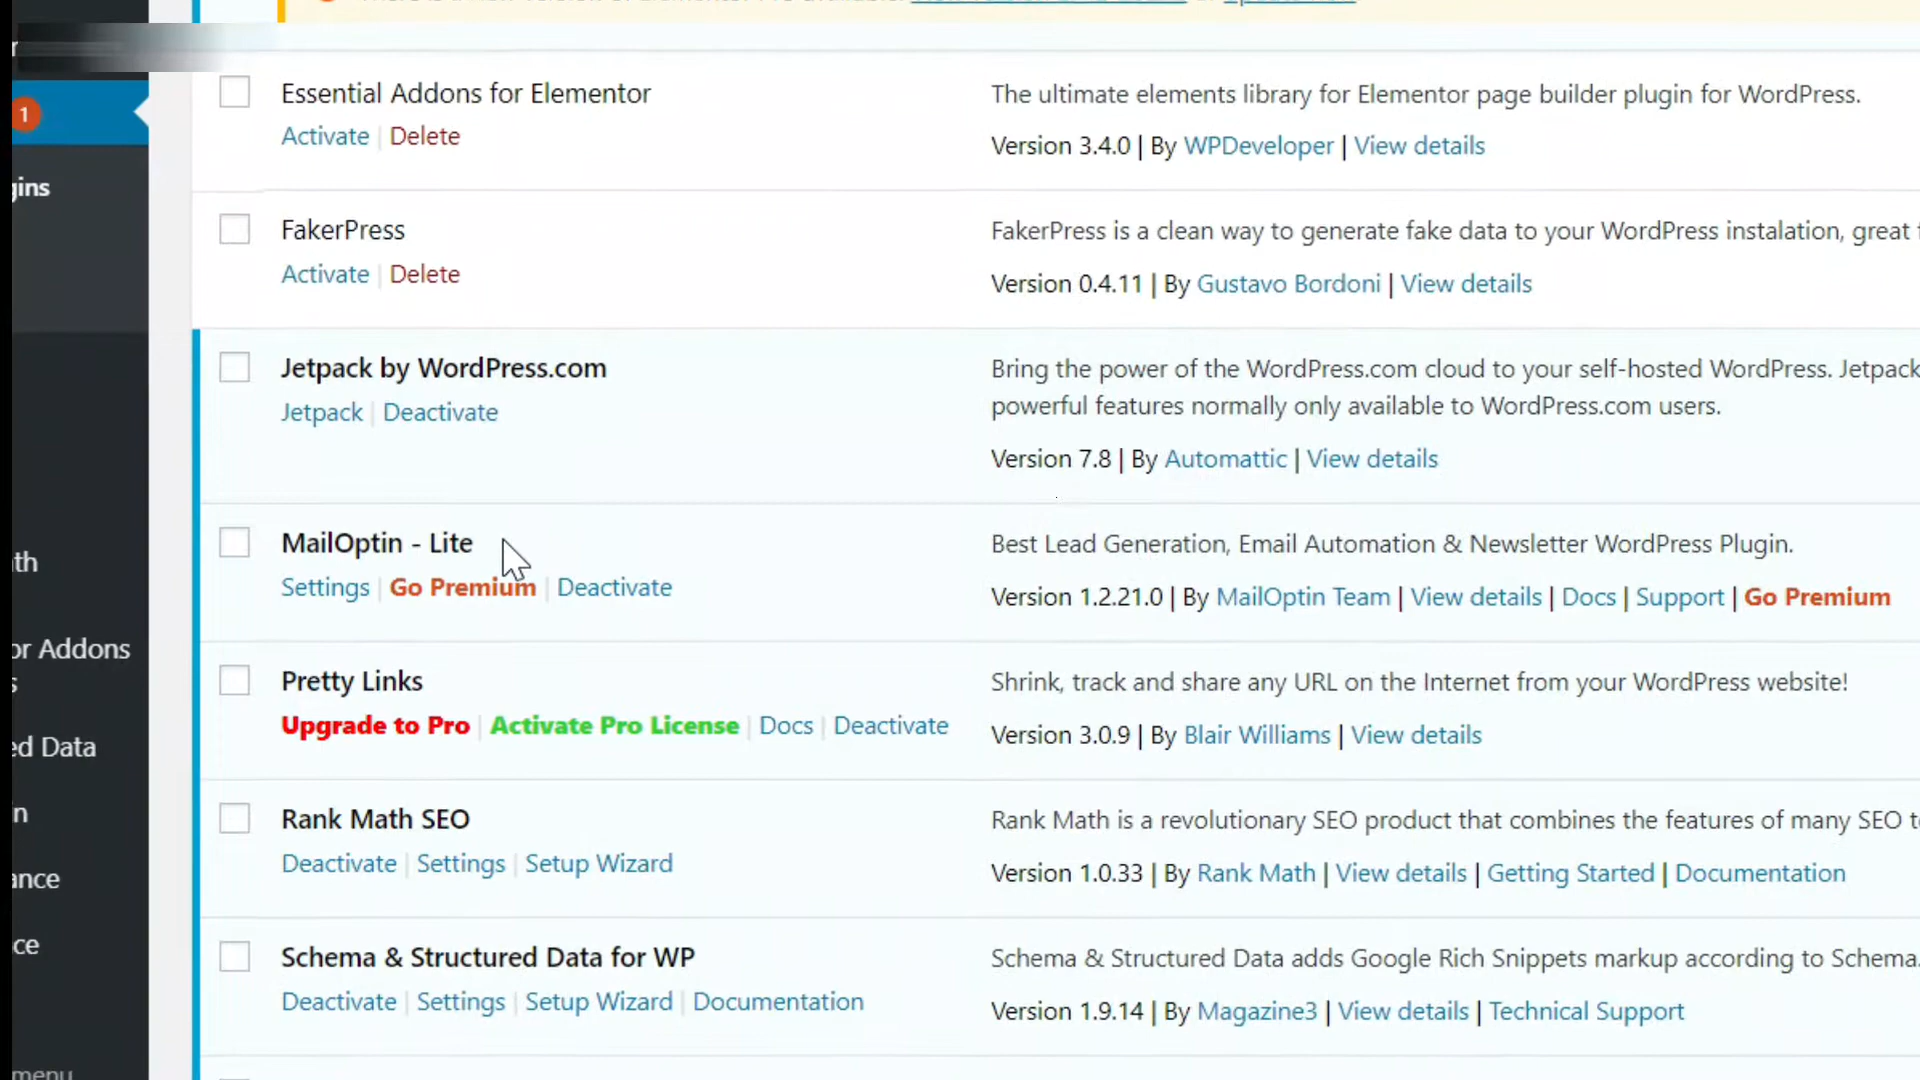 1
Essential Addons for Elementor
The ultimate elements library for Elementor page builder plugin for WordPress.
Activate | Delete
Version 3.4.0 | By WPDeveloper | View details
gins
FakerPress
FakerPress is a clean way to generate fake data to your WordPress instalation, great
Activate | Delete
Version 0.4.11 | By Gustavo Bordoni | View details
Jetpack by WordPress.com
Bring the power of the WordPress.com cloud to your self-hosted WordPress. Jetpack
powerful features normally only available to WordPress.com users.
Jetpack | Deactivate
Version 7.8 | By Automattic | View details
MailOptin - Lite
Best Lead Generation, Email Automation & Newsletter WordPress Plugin.
th
Settings | Go Premium | Deactivate
Version 1.2.21.0 | By MailOptin Team | View details | Docs | Support | Go Premium
or Addons
s
Pretty Links
Shrink, track and share any URL on the Internet from your WordPress website!
Upgrade to Pro | Activate Pro License | Docs | Deactivate
Version 3.0.9 | By Blair Williams | View details
ed Data
n
Rank Math SEO
Rank Math is a revolutionary SEO product that combines the features of many SEO
Deactivate | Settings | Setup Wizard
Version 1.0.33 | By Rank Math | View details | Getting Started | Documentation
ance
ce
Schema & Structured Data for WP
Schema & Structured Data adds Google Rich Snippets markup according to Schema.
Deactivate | Settings | Setup Wizard | Documentation
Version 1.9.14 | By Magazine3 | View details | Technical Support
menu